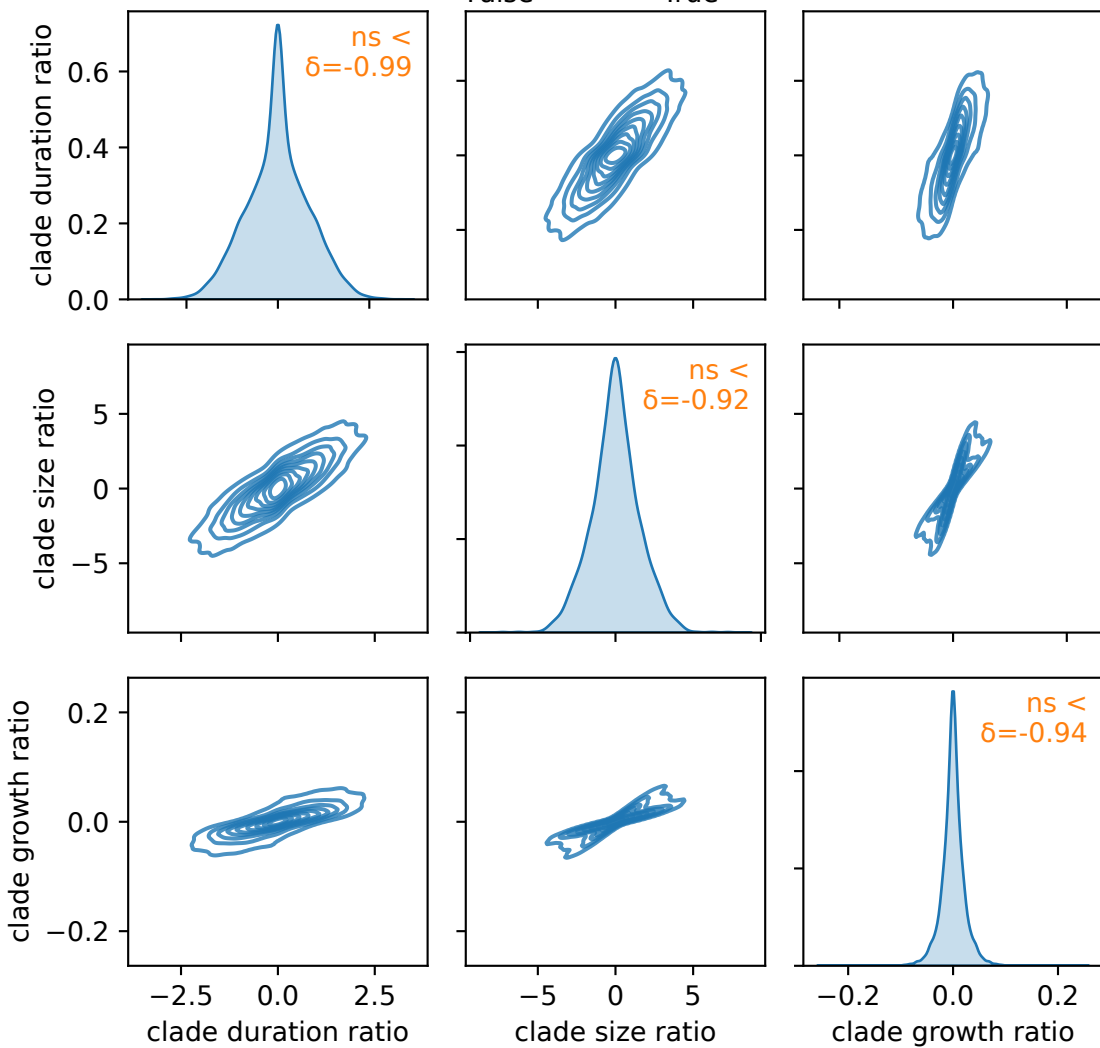 True
clade duration ratio
0.6
0.4
0.2
0.0
ns <
δ=-0.99
clade size ratio
5
0
−5
ns <
δ=-0.92
clade growth ratio
0.2
0.0
−0.2
ns <
δ=-0.94
−2.5 0.0 2.5
−5 0 5
−0.2 0.0 0.2
clade duration ratio
clade size ratio
clade growth ratio